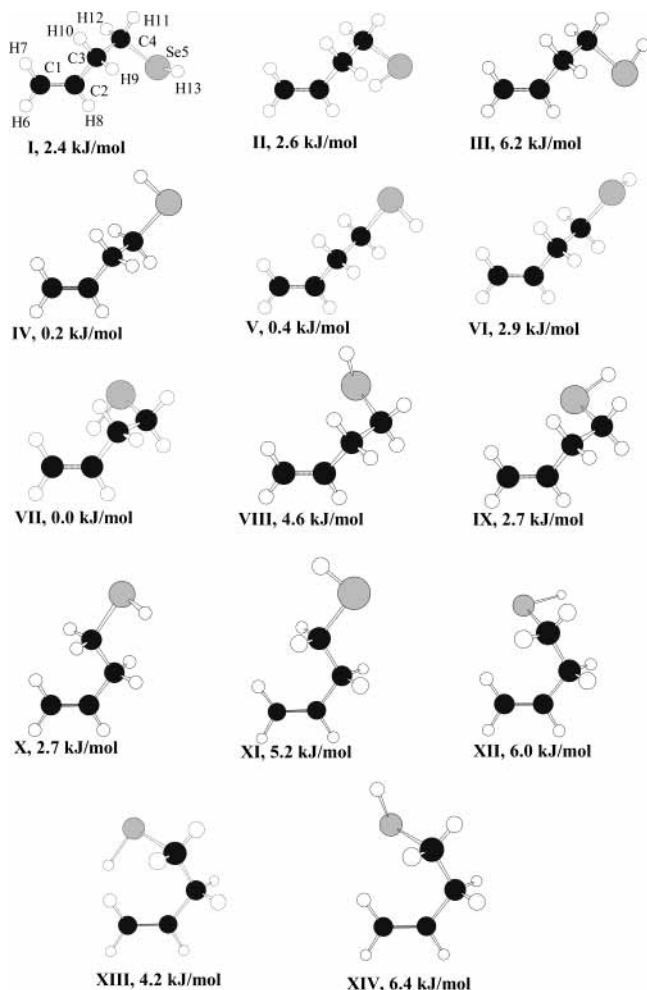 H12
H11
H10
C4
Se5
H7
C3
C1
H9
C2
H13
H6
H8
I, 2.4 kJ/mol
II, 2.6 kJ/mol
III, 6.2 kJ/mol
IV, 0.2 kJ/mol
V, 0.4 kJ/mol
VI, 2.9 kJ/mol
VII, 0.0 kJ/mol
VIII, 4.6 kJ/mol
IX, 2.7 kJ/mol
X, 2.7 kJ/mol
XI, 5.2 kJ/mol
XII, 6.0 kJ/mol
XIII, 4.2 kJ/mol
XIV, 6.4 kJ/mol